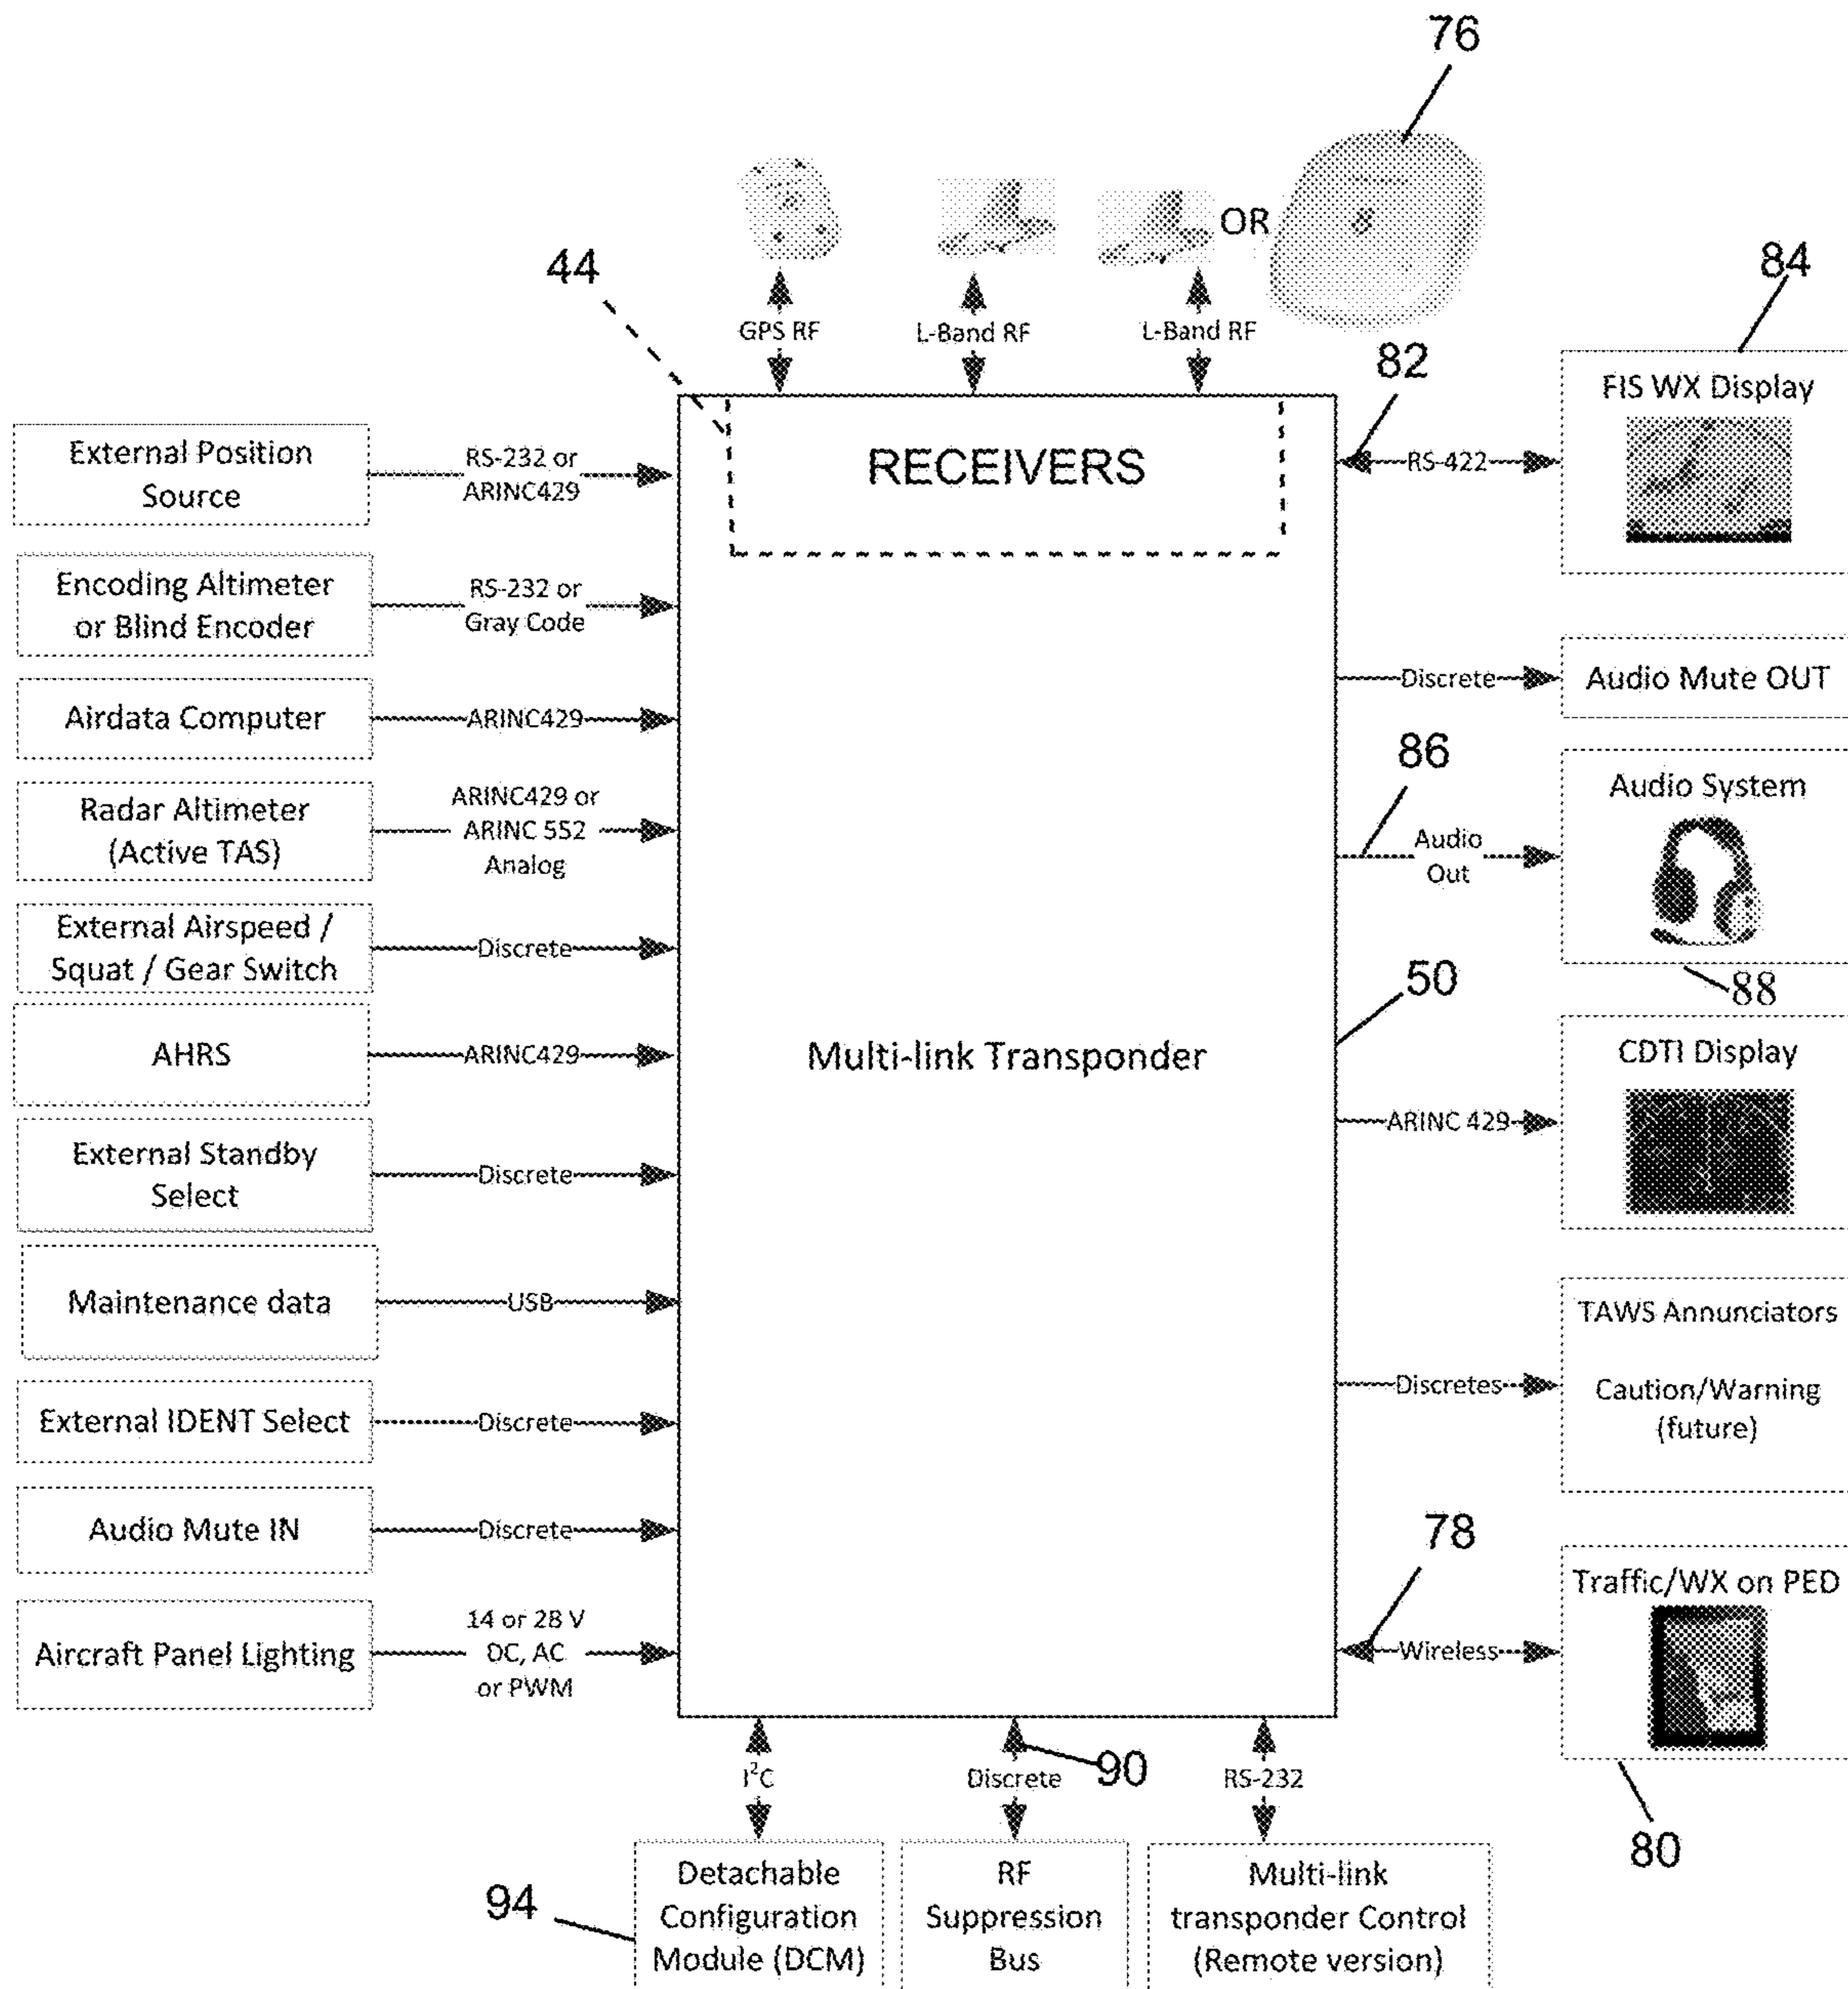 76
OR
44
84
GPS RF
L-Band RF
L-Band RF
82
FIS WX Display
RECEIVERS
External Position
Source
RS-232 or
ARINC429
RS-422
Encoding Altimeter
or Blind Encoder
RS-232 or
Gray Code
Airdata Computer
ARINC429
Discrete
Audio Mute OUT
86
Radar Altimeter
(Active TAS)
ARINC429 or
ARINC 552
Analog
Audio
Out
Audio System
88
External Airspeed /
Squat / Gear Switch
Discrete
50
AHRS
ARINC429
Multi-link Transponder
CDTI Display
ARINC 429
External Standby
Select
Discrete
Maintenance data
USB
TAWS Annunciators
Caution/Warning
(future)
Discretes
External IDENT Select
Discrete
Audio Mute IN
Discrete
78
Traffic/WX on PED
Wireless
Aircraft Panel Lighting
14 or 28 V
DC, AC
or PWM
80
I²C
Discrete
90
RS-232
94
Detachable
Configuration
Module (DCM)
RF
Suppression
Bus
Multi-link
transponder Control
(Remote version)